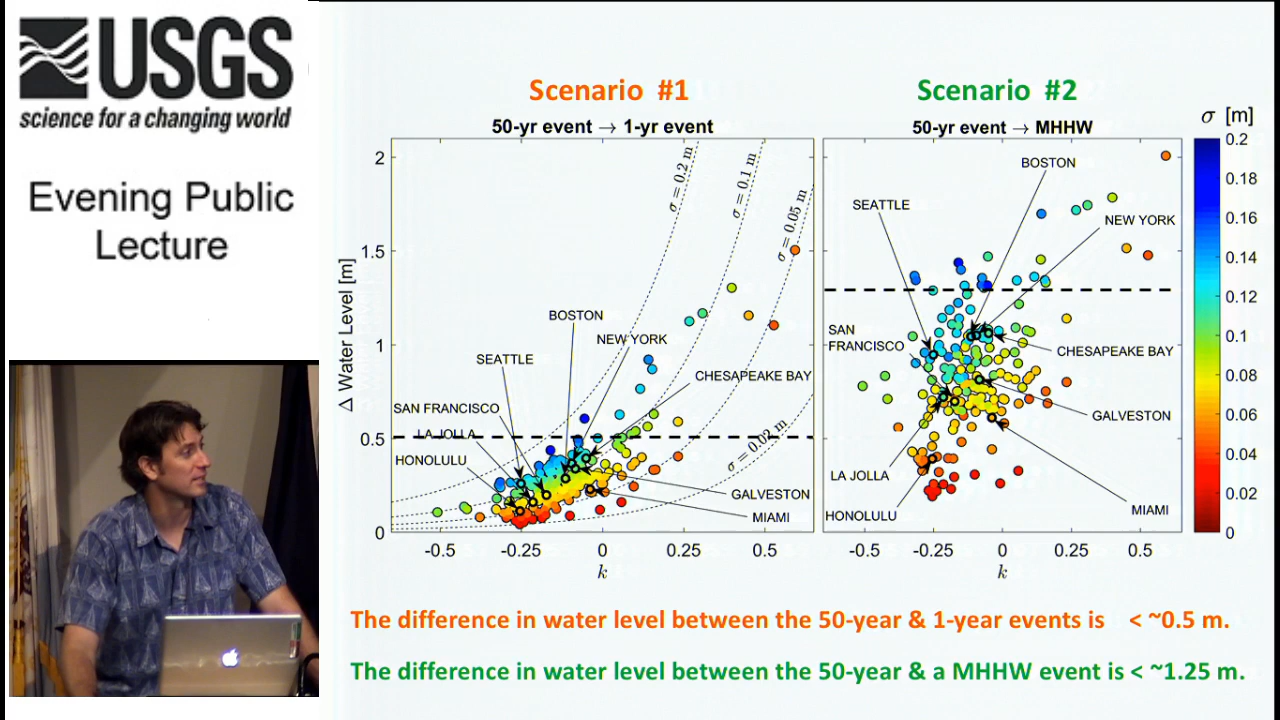 USGS
science for a changing world
Evening Public
Lecture
Scenario #1
50-yr event → 1-yr event
Δ Water Level [m]
2
1.5
1
0.5
0
σ = 0.2 m
σ = 0.1 m
σ = 0.05 m
σ = 0.02 m
BOSTON
NEW YORK
SEATTLE
CHESAPEAKE BAY
SAN FRANCISCO
LA JOLLA
HONOLULU
GALVESTON
MIAMI
-0.5 -0.25 0 0.25 0.5
k
Scenario #2
50-yr event → MHHW
BOSTON
SEATTLE
NEW YORK
SAN
FRANCISCO
CHESAPEAKE BAY
GALVESTON
LA JOLLA
HONOLULU
MIAMI
-0.5 -0.25 0 0.25 0.5
k
σ [m]
0.2
0.18
0.16
0.14
0.12
0.1
0.08
0.06
0.04
0.02
0
The difference in water level between the 50-year & 1-year events is < ~0.5 m.
The difference in water level between the 50-year & a MHHW event is < ~1.25 m.